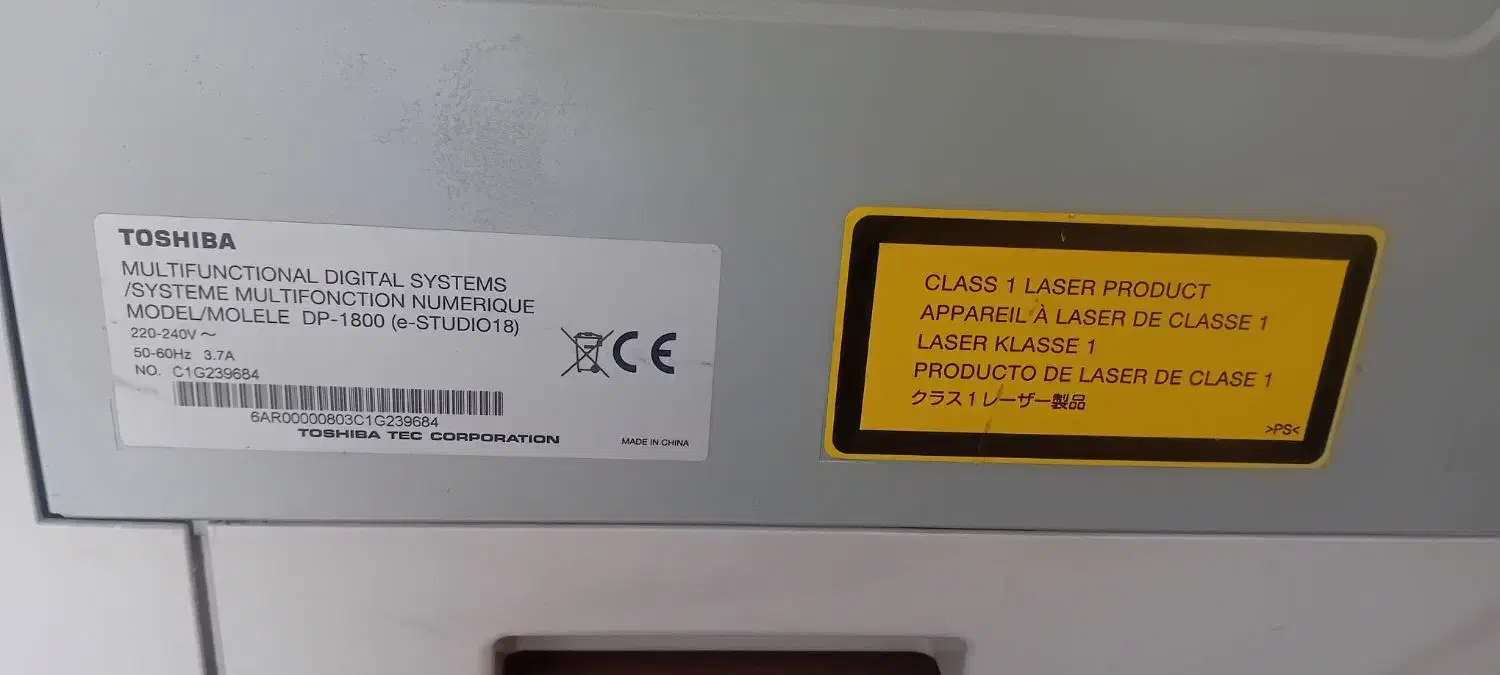 TOSHIBA
MULTIFUNCTIONAL DIGITAL SYSTEMS
/SYSTEME MULTIFONCTION NUMERIQUE
MODEL/MOLELE DP-1800 (e-STUDIO18)
220-240V ~
50-60Hz 3.7A
NO. C1G239684
6AR00000803C1G239684
TOSHIBA TEC CORPORATION
MADE IN CHINA
CE
CLASS 1 LASER PRODUCT
APPAREIL À LASER DE CLASSE 1
LASER KLASSE 1
PRODUCTO DE LASER DE CLASE 1
クラス1レーザー製品
>PS<